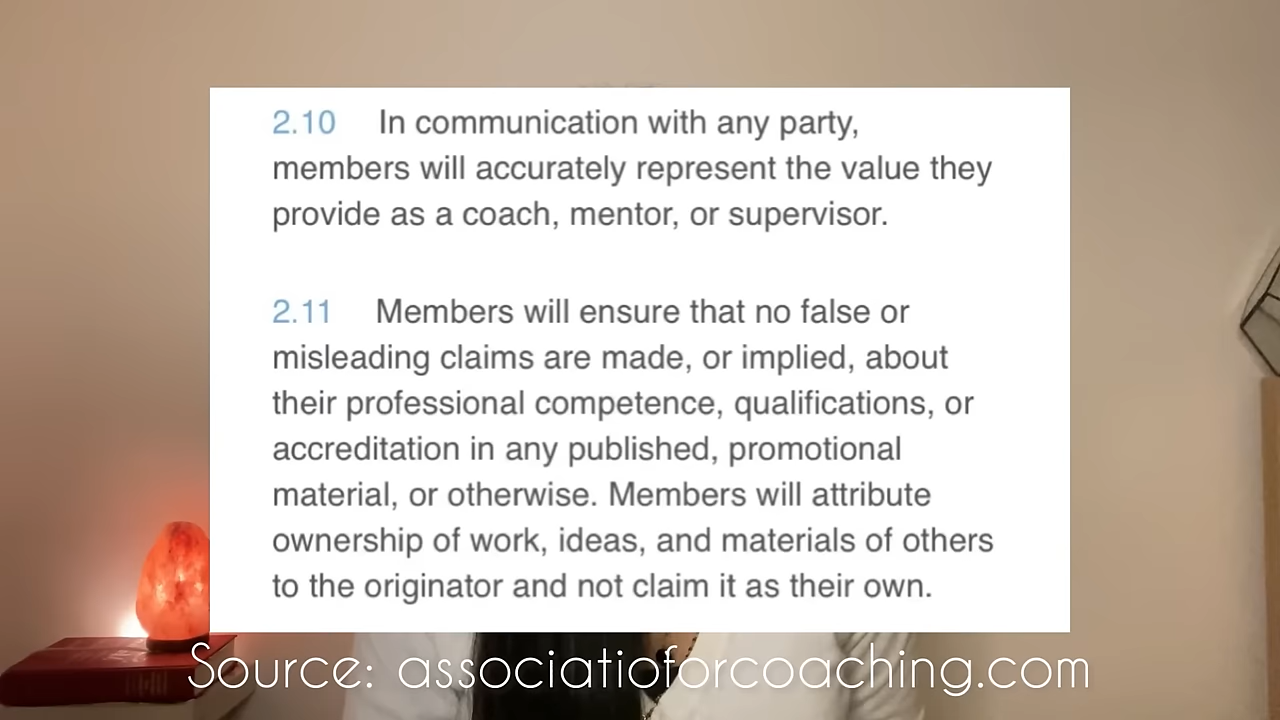 2.10 In communication with any party,
members will accurately represent the value they
provide as a coach, mentor, or supervisor.
2.11 Members will ensure that no false or
misleading claims are made, or implied, about
their professional competence, qualifications, or
accreditation in any published, promotional
material, or otherwise. Members will attribute
ownership of work, ideas, and materials of others
to the originator and not claim it as their own.
Source: associatioforcoaching.com